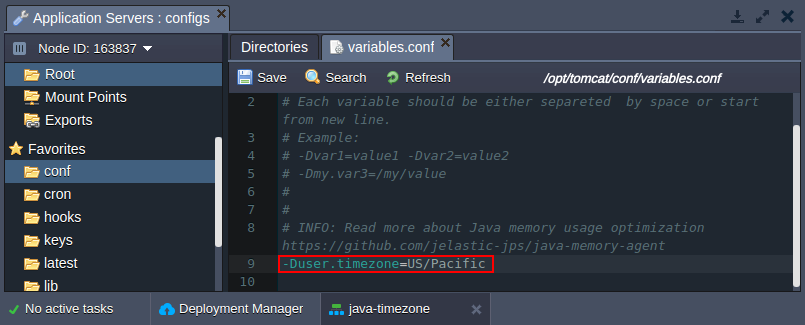 Application Servers : configs
Node ID: 163837
Root
Mount Points
Exports
Favorites
conf
cron
hooks
keys
latest
lib
Directories
variables.conf
Save
Search
Refresh
/opt/tomcat/conf/variables.conf
2 # Each variable should be either separeted  by space or start
from new line.
3 # Example:
4 # -Dvar1=value1 -Dvar2=value2
5 # -Dmy.var3=/my/value
6 #
7 #
8 # INFO: Read more about Java memory usage optimization
https://github.com/jelastic-jps/java-memory-agent
9 -Duser.timezone=US/Pacific
10
No active tasks
Deployment Manager
java-timezone